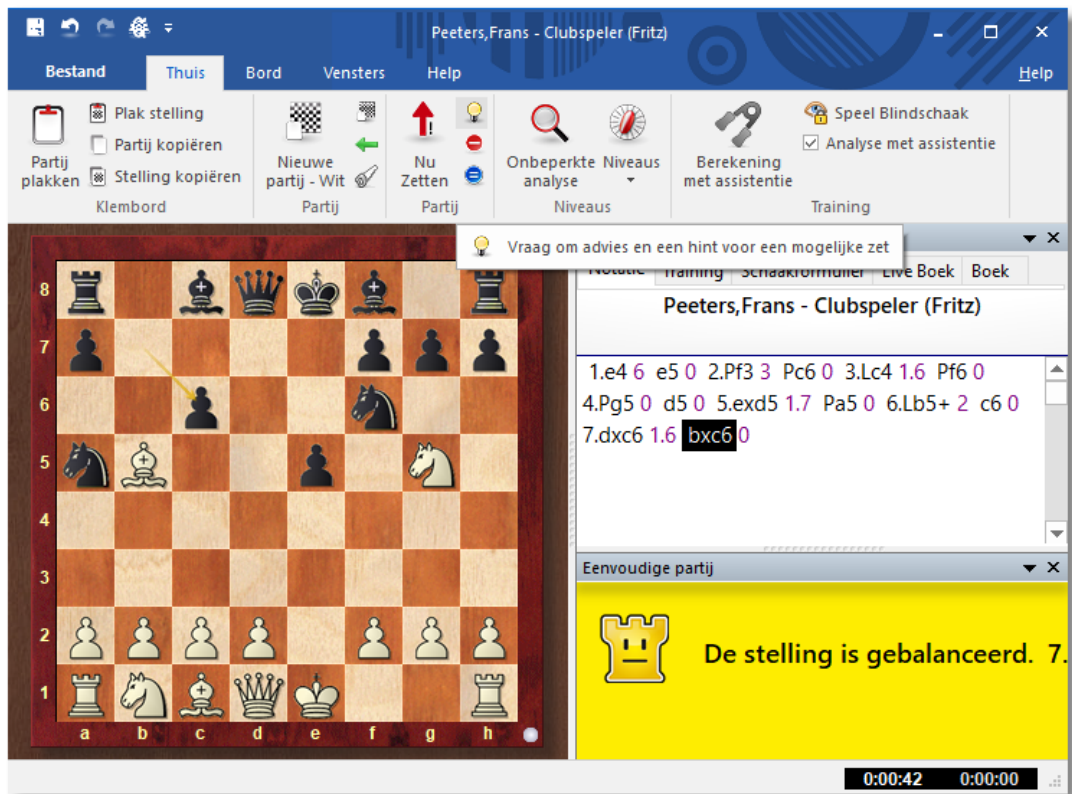 Peeters,Frans - Clubspeler (Fritz)
Bestand Thuis Bord Vensters Help Help
Partij plakken
Plak stelling
Partij kopiëren
Stelling kopiëren
Klembord
Nieuwe partij - Wit
Partij
Nu Zetten
Partij
Onbeperkte analyse
Niveaus
Niveaus
Berekening met assistentie
Speel Blindschaak
Analyse met assistentie
Training
Vraag om advies en een hint voor een mogelijke zet
Notatie Training Schaakformulier Live Boek Boek
Peeters,Frans - Clubspeler (Fritz)
1.e4 6 e5 0 2.Pf3 3 Pc6 0 3.Lc4 1.6 Pf6 0
4.Pg5 0 d5 0 5.exd5 1.7 Pa5 0 6.Lb5+ 2 c6 0
7.dxc6 1.6 bxc6 0
8
7
6
5
4
3
2
1
a b c d e f g h
Eenvoudige partij
De stelling is gebalanceerd. 7.
0:00:42 0:00:00